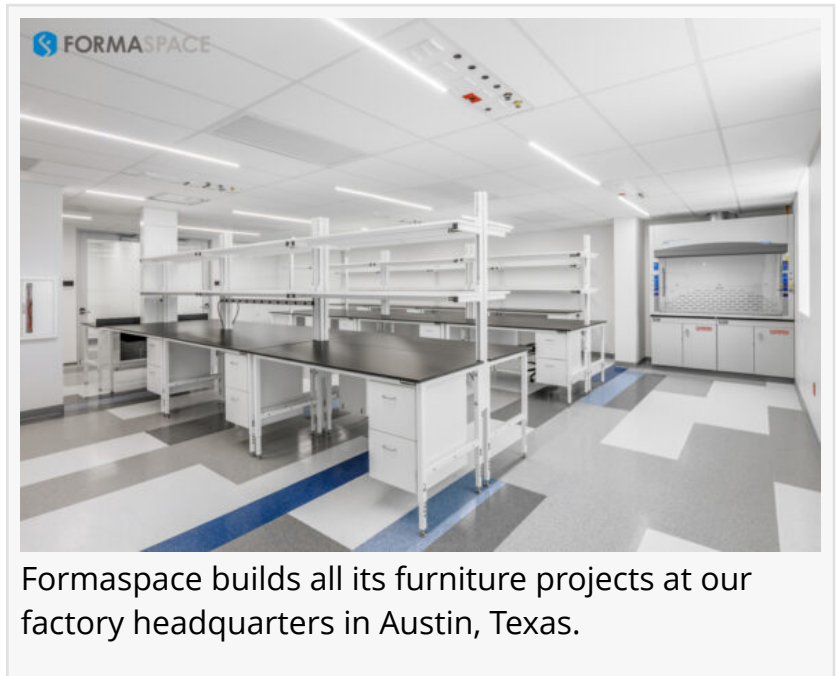 FORMASPACE
Formaspace builds all its furniture projects at our
factory headquarters in Austin, Texas.